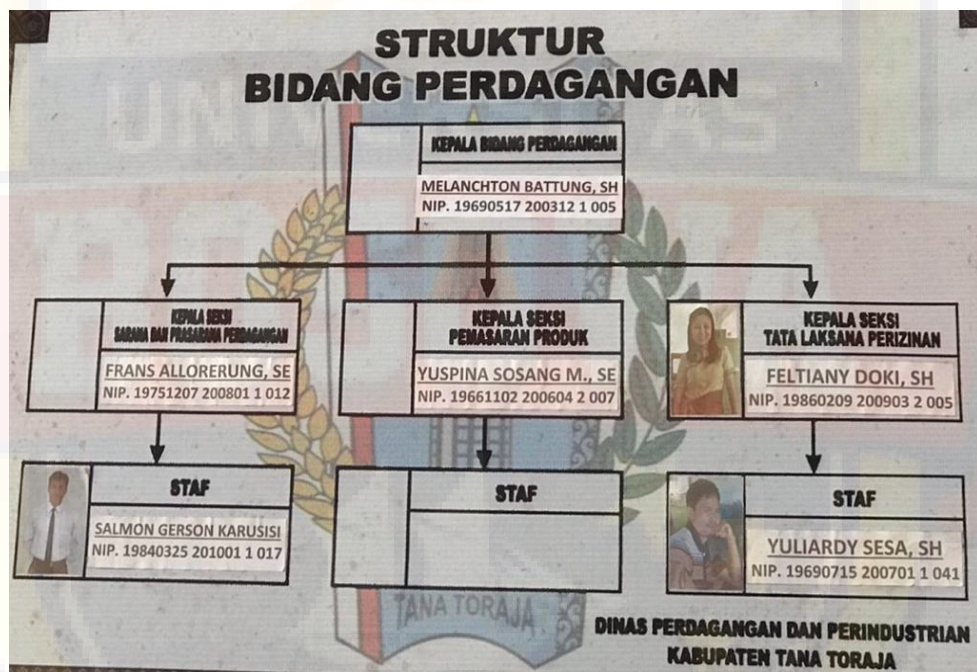 STRUKTUR
BIDANG PERDAGANGAN
KEPALA BIDANG PERDAGANGAN
MELANCHTON BATTUNG, SH
NIP. 19690517 200312 1 005
KEPALA SEKSI
SARANA DAN PRASARANA PERDAGANGAN
FRANS ALLORERUNG, SE
NIP. 19751207 200801 1 012
KEPALA SEKSI
PEMASARAN PRODUK
YUSPINA SOSANG M., SE
NIP. 19661102 200604 2 007
KEPALA SEKSI
TATA LAKSANA PERIZINAN
FELTIANY DOKI, SH
NIP. 19860209 200903 2 005
STAF
SALMON GERSON KARUSISI
NIP. 19840325 201001 1 017
STAF
STAF
YULIARDY SESA, SH
NIP. 19690715 200701 1 041
TANA TORAJA
DINAS PERDAGANGAN DAN PERINDUSTRIAN
KABUPATEN TANA TORAJA